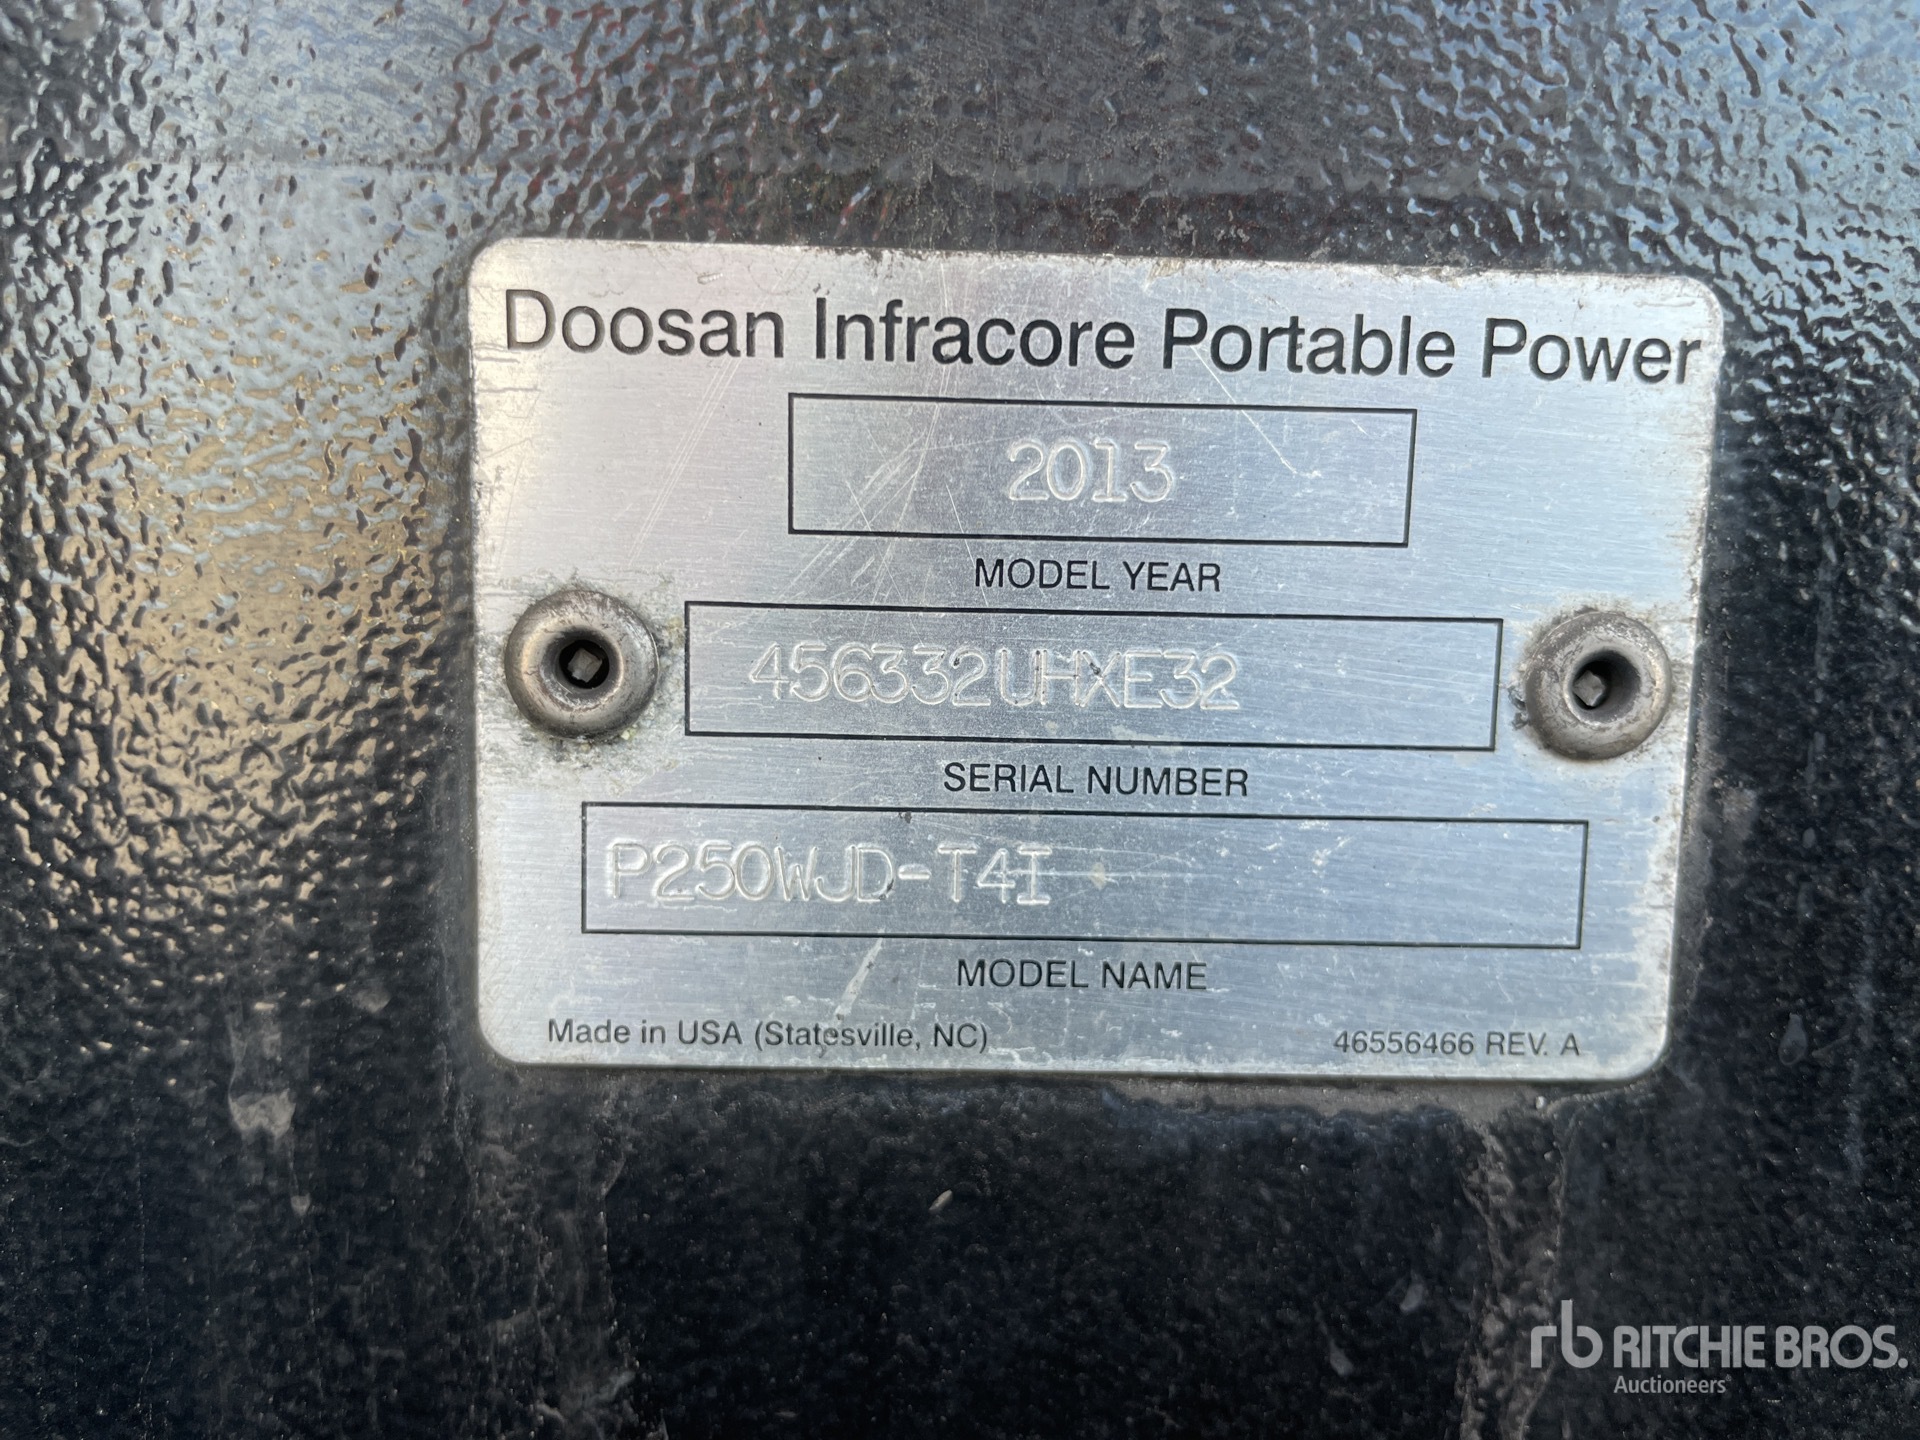 Doosan Infracore Portable Power
2013
MODEL YEAR
456332UHXE32
SERIAL NUMBER
P250WJD-T4I
MODEL NAME
Made in USA (Statesville, NC)
46556466 REV. A
rb RITCHIE BROS.
Auctioneers